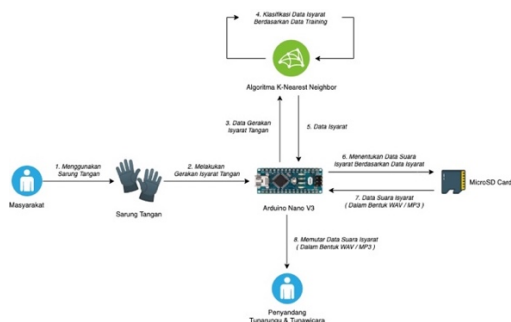 4. Klasifikasi Data Isyarat
Berdasarkan Data Training
Algoritma K-Nearest Neighbor
3. Data Gerakan
Isyarat Tangan
5. Data Isyarat
1. Menggunakan
Sarung Tangan
2. Melakukan
Gerakan Isyarat Tangan
6. Menentukan Data Suara
Isyarat Berdasarkan Data Isyarat
Masyarakat
Sarung Tangan
Arduino Nano V3
MicroSD Card
7. Data Suara Isyarat
( Dalam Bentuk WAV / MP3 )
8. Memutar Data Suara Isyarat
( Dalam Bentuk WAV / MP3 )
Penyandang
Tunarungu & Tunawicara